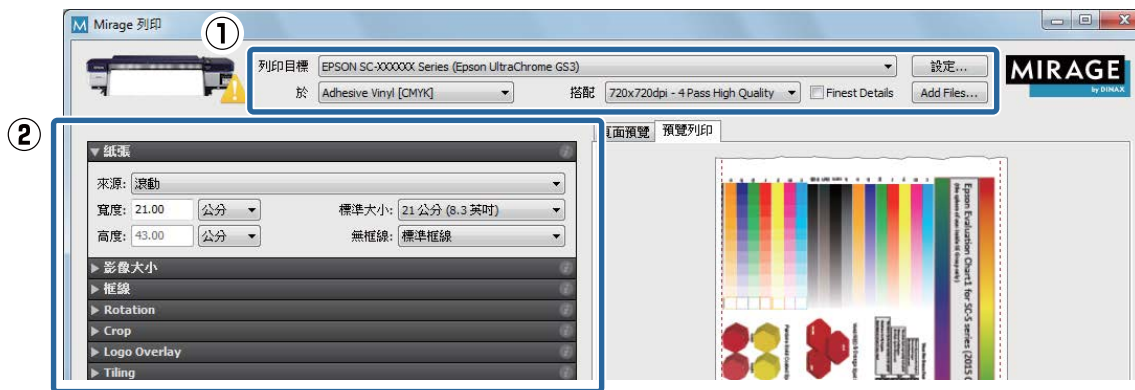 Mirage 列印
①
列印目標 EPSON SC-XXXXXX Series (Epson UltraChrome GS3) 設定...
於 Adhesive Vinyl [CMYK] 搭配 720x720dpi - 4 Pass High Quality Finest Details Add Files...
MIRAGE
by DINAX
②
頁面預覽 預覽列印
紙張
來源: 滾動
寬度: 21.00 公分 標準大小: 21 公分 (8.3 英吋)
高度: 43.00 公分 無框線: 標準框線
影像大小
框線
Rotation
Crop
Logo Overlay
Tiling
Epson Evaluation Chart1 for SC-S series (2015